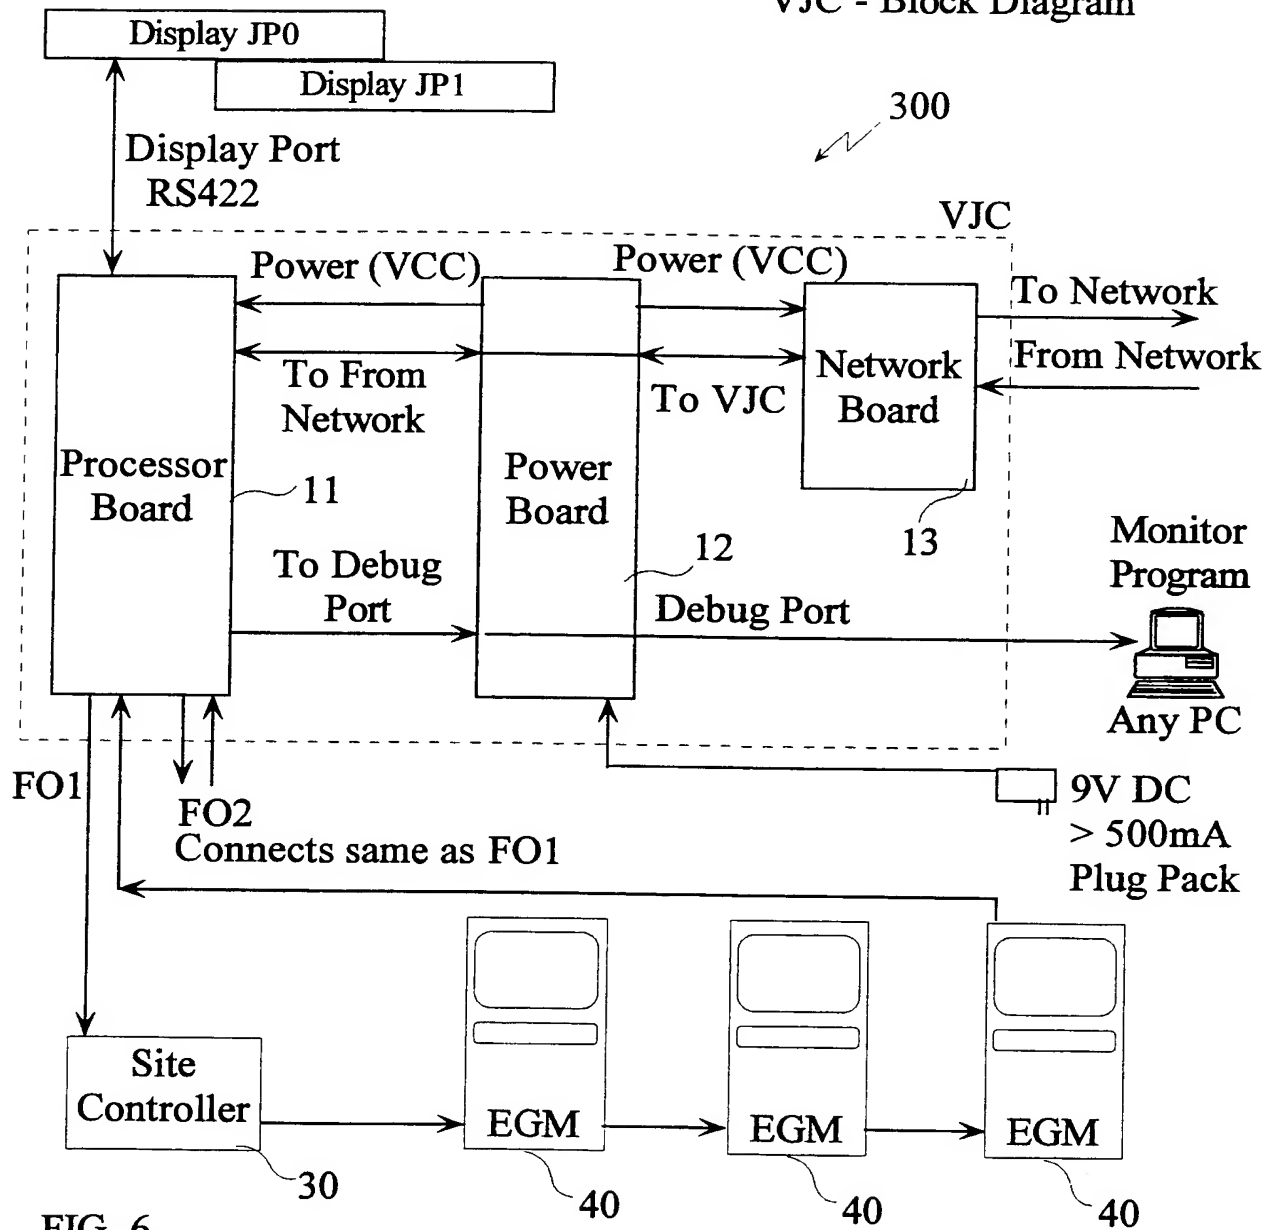 VJC - Block Diagram
Display JP0
Display JP1
300
Display Port
RS422
VJC
Power (VCC)
Power (VCC)
To Network
To From
Network
To VJC
Network
Board
From Network
Processor
Board
11
Power
Board
12
13
Monitor
Program
To Debug
Port
Debug Port
Any PC
FO1
FO2
Connects same as FO1
9V DC
> 500mA
Plug Pack
Site
Controller
EGM
EGM
EGM
30
40
40
40
FIG. 6